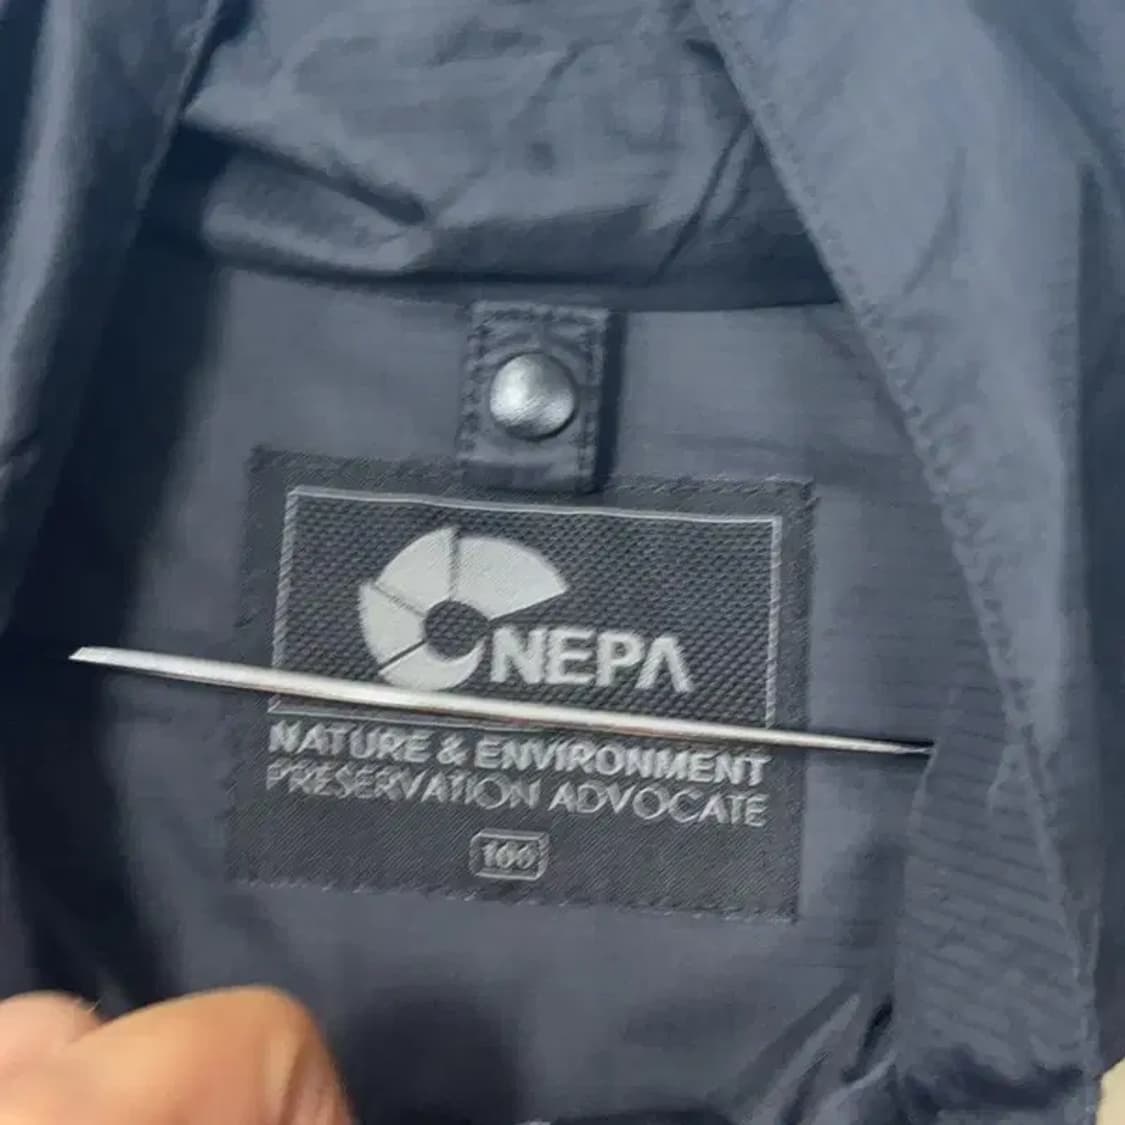 NEPA
NATURE & ENVIRONMENT
PRESERVATION ADVOCATE
100